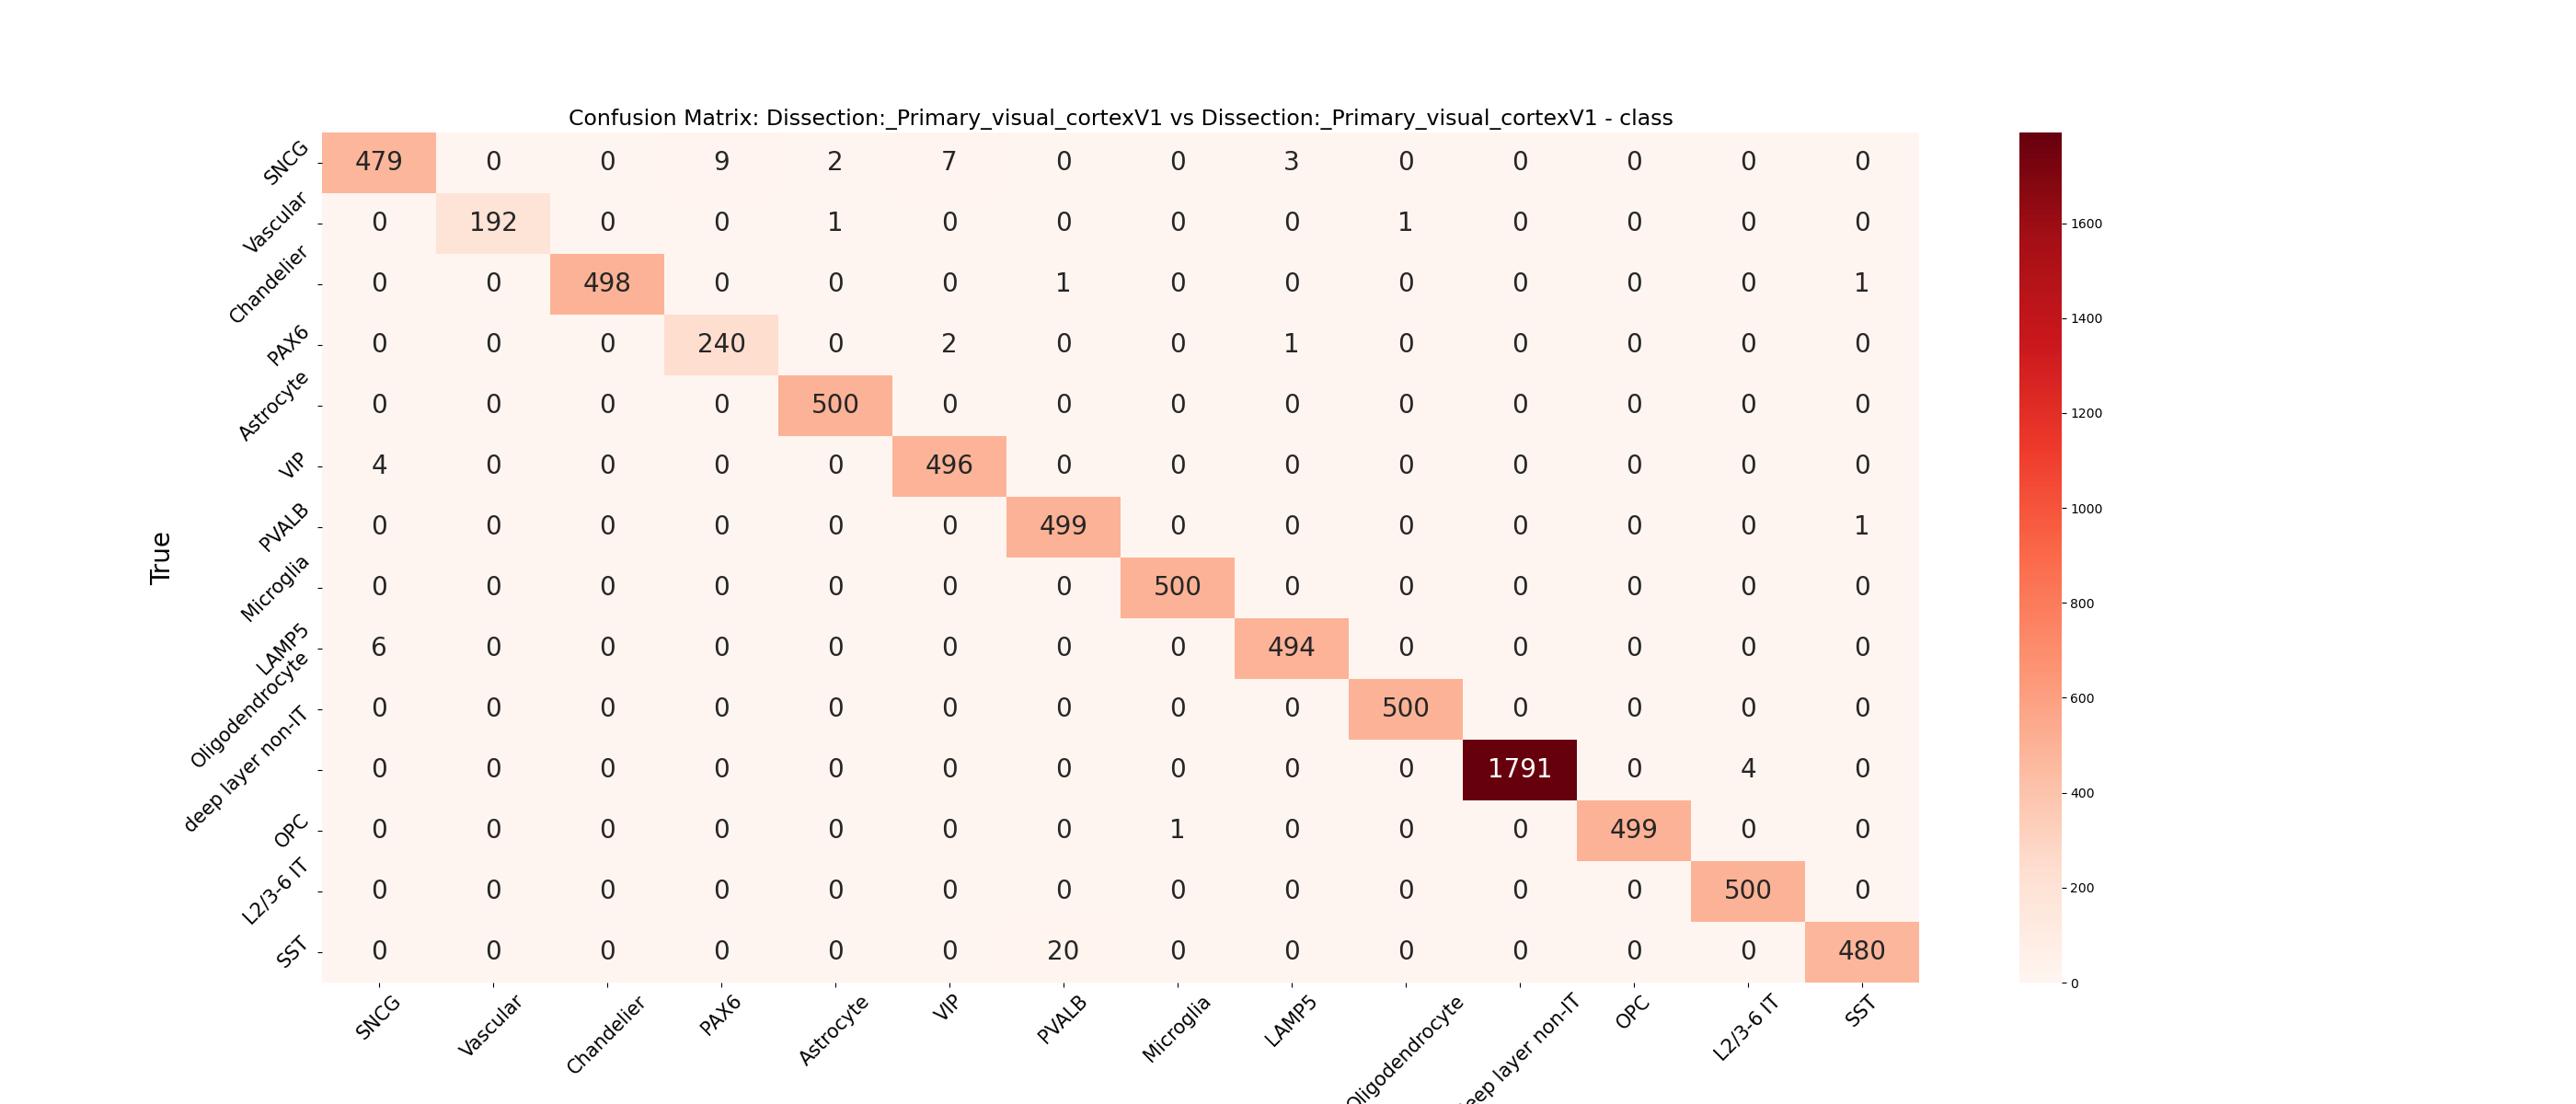 Confusion Matrix: Dissection:_Primary_visual_cortexV1 vs Dissection:_Primary_visual_cortexV1 - class
SNCG 479 0 0 9 2 7 0 0 3 0 0 0 0 0
Vascular 0 192 0 0 1 0 0 0 0 1 0 0 0 0
Chandelier 0 0 498 0 0 0 1 0 0 0 0 0 0 1
PAX6 0 0 0 240 0 2 0 0 1 0 0 0 0 0
Astrocyte 0 0 0 0 500 0 0 0 0 0 0 0 0 0
VIP 4 0 0 0 0 496 0 0 0 0 0 0 0 0
PVALB 0 0 0 0 0 0 499 0 0 0 0 0 0 1
Microglia 0 0 0 0 0 0 0 500 0 0 0 0 0 0
LAMP5 6 0 0 0 0 0 0 0 494 0 0 0 0 0
Oligodendrocyte 0 0 0 0 0 0 0 0 0 500 0 0 0 0
deep layer non-IT 0 0 0 0 0 0 0 0 0 0 1791 0 4 0
OPC 0 0 0 0 0 0 0 1 0 0 0 499 0 0
L2/3-6 IT 0 0 0 0 0 0 0 0 0 0 0 0 500 0
SST 0 0 0 0 0 0 20 0 0 0 0 0 0 480
True
SNCG Vascular Chandelier PAX6 Astrocyte VIP PVALB Microglia LAMP5 Oligodendrocyte layer non-IT OPC L2/3-6 IT SST
1600
1400
1200
1000
800
600
400
200
0